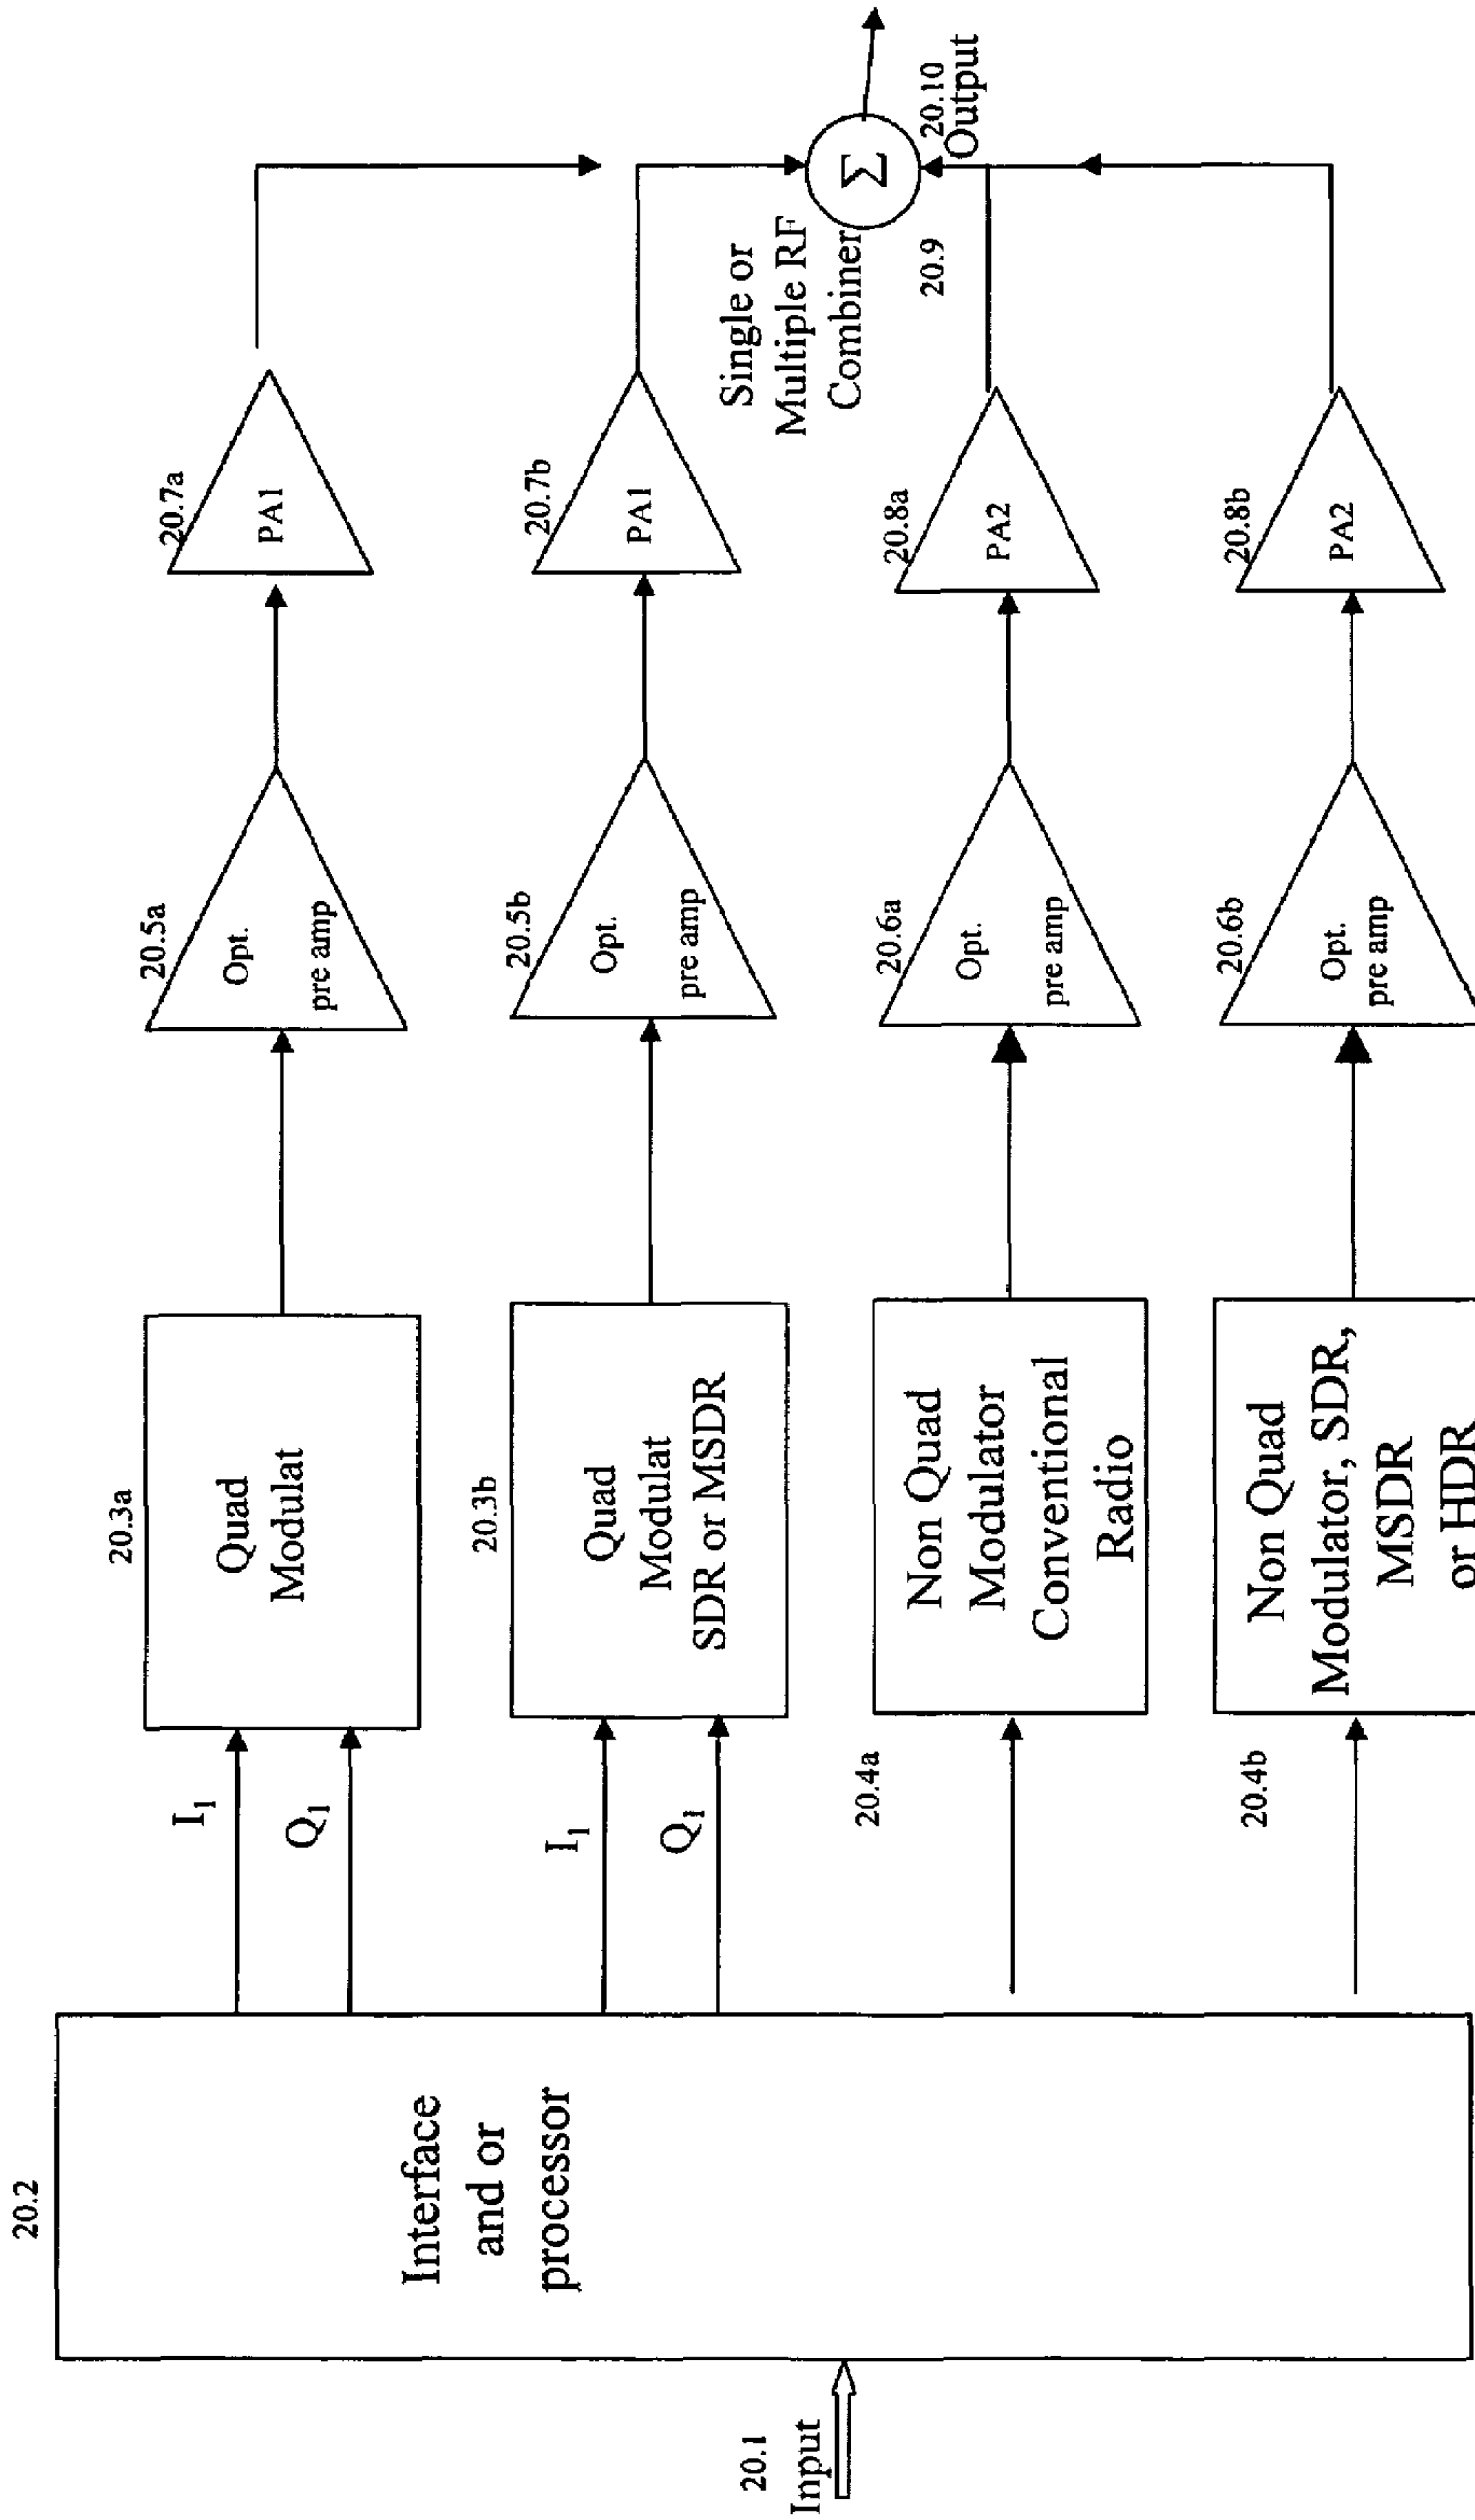 20.1
Input
20.2
Interface
and or
processor
I1
Q1
I1
Q1
20.3a
Quad
Modulat
20.3b
Quad
Modulat
SDR or MSDR
20.4a
Non Quad
Modulator
Conventional
Radio
20.4b
Non Quad
Modulator, SDR,
MSDR
or HDR
20.5a
Opt.
pre amp
20.5b
Opt.
pre amp
20.6a
Opt.
pre amp
20.6b
Opt.
pre amp
20.7a
PA1
20.7b
PA1
20.8a
PA2
20.8b
PA2
Single or
Multiple RF
Combiner
20.9
Σ
20.10
Output